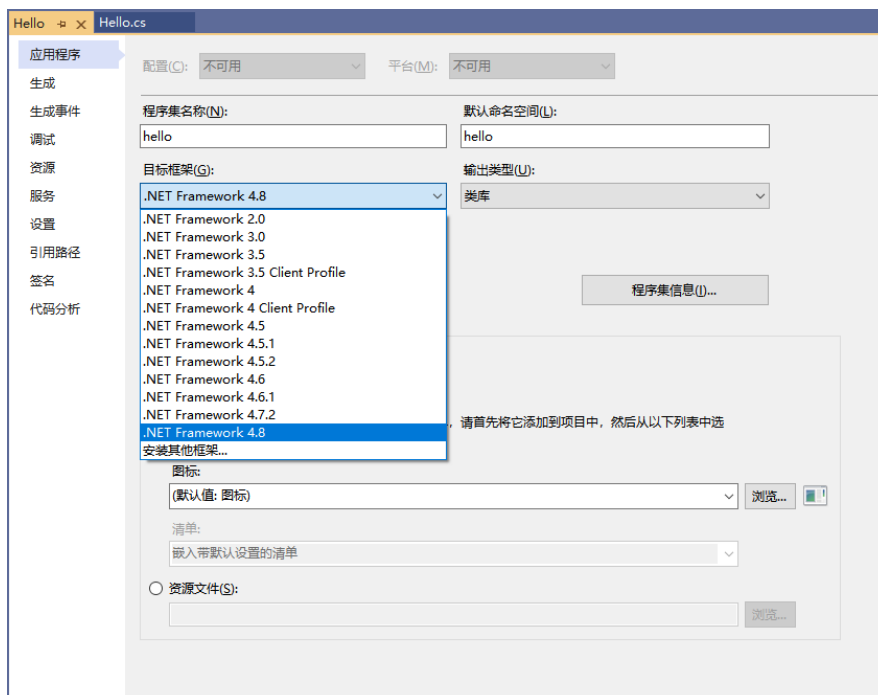 Hello Hello.cs
应用程序
生成
生成事件
调试
资源
服务
设置
引用路径
签名
代码分析
配置(C): 不可用 平台(M): 不可用
程序集名称(N): 默认命名空间(L):
hello hello
目标框架(G): 输出类型(U):
.NET Framework 4.8 类库
.NET Framework 2.0
.NET Framework 3.0
.NET Framework 3.5
.NET Framework 3.5 Client Profile
.NET Framework 4
.NET Framework 4 Client Profile
.NET Framework 4.5
.NET Framework 4.5.1
.NET Framework 4.5.2
.NET Framework 4.6
.NET Framework 4.6.1
.NET Framework 4.7.2
.NET Framework 4.8
安装其他框架...
程序集信息(I)...
，请首先将它添加到项目中，然后从以下列表中选
图标:
(默认值: 图标) 浏览...
清单:
嵌入带默认设置的清单
资源文件(S):
浏览...